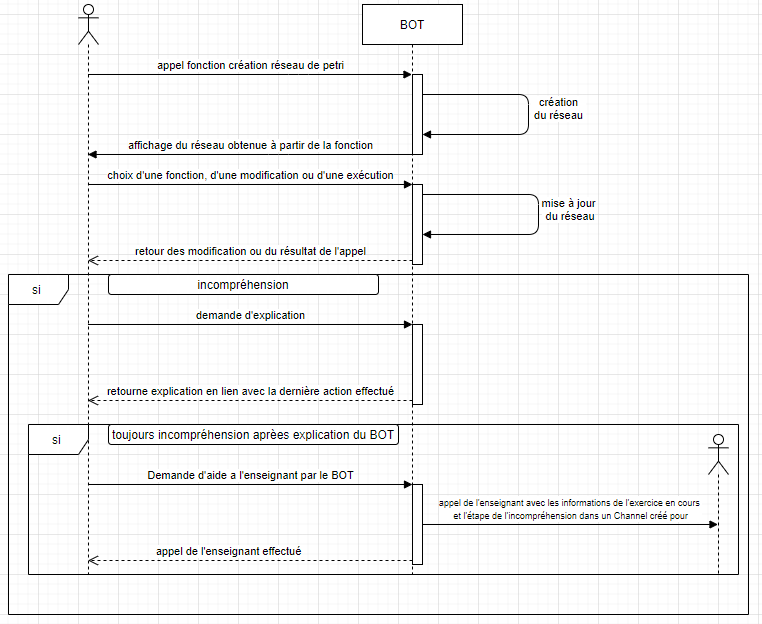 BOT
appel fonction création réseau de petri
création
du réseau
affichage du réseau obtenue à partir de la fonction
choix d'une fonction, d'une modification ou d'une exécution
mise à jour
du réseau
retour des modification ou du résultat de l'appel
si
incompréhension
demande d'explication
retourne explication en lien avec la dernière action effectué
si
toujours incompréhension aprèes explication du BOT
Demande d'aide a l'enseignant par le BOT
appel de l'enseignant avec les informations de l'exercice en cours
et l'étape de l'incompréhension dans un Channel créé pour
appel de l'enseignant effectué